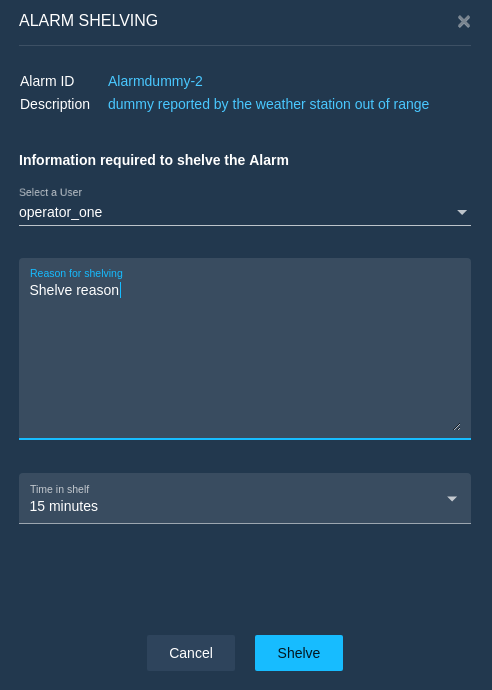 ALARM SHELVING
Alarm ID Alarmdummy-2
Description dummy reported by the weather station out of range
Information required to shelve the Alarm
Select a User
operator_one
Reason for shelving
Shelve reason
Time in shelf
15 minutes
Cancel Shelve